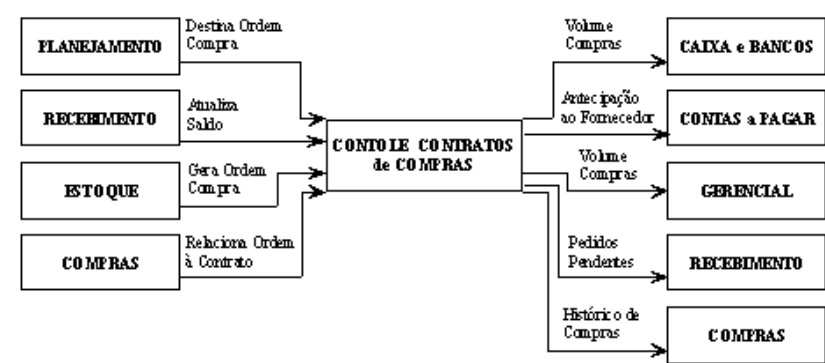 PLANEJAMENTO
Destina Ordem
Compra
RECEBIMENTO
Atualiza
Saldo
ESTOQUE
Gera Ordem
Compra
COMPRAS
Relaciona Ordem
à Contrato
CONTOLE CONTRATOS
de COMPRAS
Volume
Compras
CAIXA e BANCOS
Antecipação
ao Fornecedor
CONTAS a PAGAR
Volume
Compras
GERENCIAL
Pedidos
Pendentes
RECEBIMENTO
Histórico de
Compras
COMPRAS